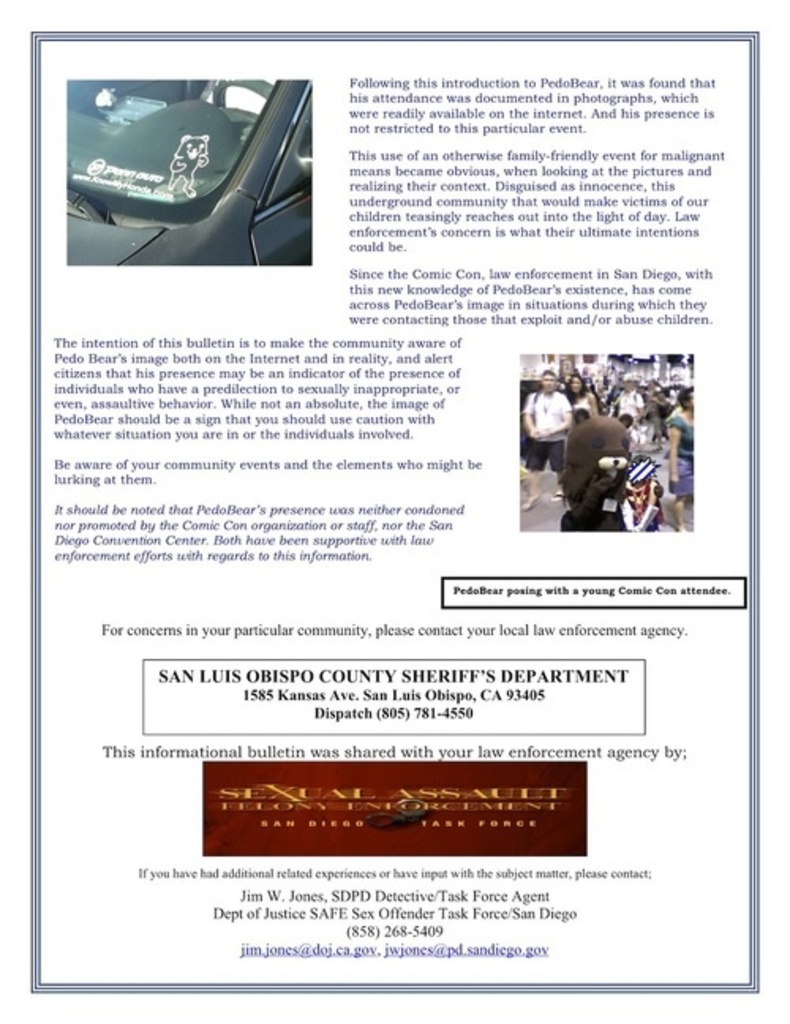 Following this introduction to PedoBear, it was found that
his attendance was documented in photographs, which
were readily available on the internet. And his presence is
not restricted to this particular event.
This use of an otherwise family-friendly event for malignant
means became obvious, when looking at the pictures and
realizing their context. Disguised as innocence, this
underground community that would make victims of our
children teasingly reaches out into the light of day. Law
enforcement's concern is what their ultimate intentions
could be.
Since the Comic Con, law enforcement in San Diego, with
this new knowledge of PedoBear's existence, has come
across PedoBear's image in situations during which they
were contacting those that exploit and/or abuse children.
The intention of this bulletin is to make the community aware of
Pedo Bear's image both on the Internet and in reality, and alert
citizens that his presence may be an indicator of the presence of
individuals who have a predilection to sexually inappropriate, or
even, assaultive behavior. While not an absolute, the image of
PedoBear should be a sign that you should use caution with
whatever situation you are in or the individuals involved.
Be aware of your community events and the elements who might be
lurking at them.
It should be noted that PedoBear's presence was neither condoned
nor promoted by the Comic Con organization or staff, nor the San
Diego Convention Center. Both have been supportive with law
enforcement efforts with regards to this information.
PedoBear posing with a young Comic Con attendee.
For concerns in your particular community, please contact your local law enforcement agency.
SAN LUIS OBISPO COUNTY SHERIFF'S DEPARTMENT
1585 Kansas Ave. San Luis Obispo, CA 93405
Dispatch (805) 781-4550
This informational bulletin was shared with your law enforcement agency by;
SEXUAL ASSAULT
FELONY ENFORCEMENT
SAN DIEGO TASK FORCE
If you have had additional related experiences or have input with the subject matter, please contact;
Jim W. Jones, SDPD Detective/Task Force Agent
Dept of Justice SAFE Sex Offender Task Force/San Diego
(858) 268-5409
jim.jones@doj.ca.gov, jwjones@pd.sandiego.gov